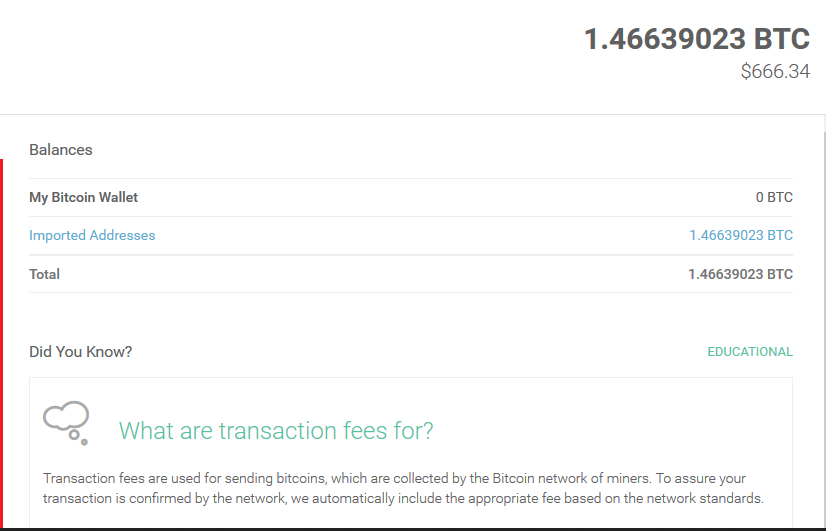 1.46639023 BTC
$666.34
Balances
My Bitcoin Wallet 0 BTC
Imported Addresses 1.46639023 BTC
Total 1.46639023 BTC
Did You Know? EDUCATIONAL
What are transaction fees for?
Transaction fees are used for sending bitcoins, which are collected by the Bitcoin network of miners. To assure your
transaction is confirmed by the network, we automatically include the appropriate fee based on the network standards.